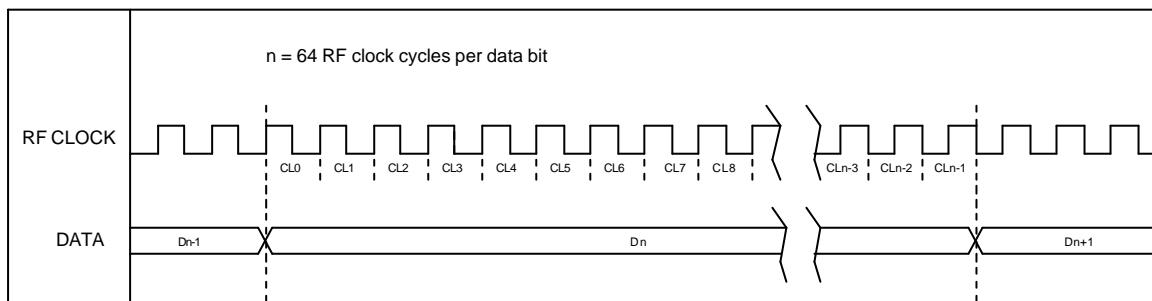 n = 64 RF clock cycles per data bit
RF CLOCK
CL0 CL1 CL2 CL3 CL4 CL5 CL6 CL7 CL8 CLn-3 CLn-2 CLn-1
DATA Dn-1 Dn Dn+1